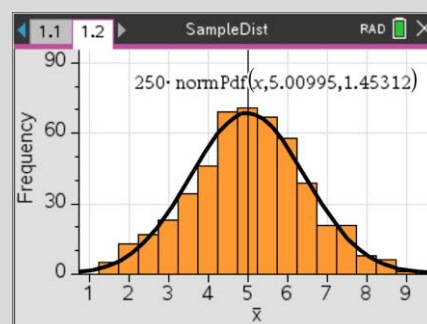 1.1 1.2 SampleDist RAD
90
250· normPdf(x,5.00995,1.45312)
60
Frequency
30
0
1 2 3 4 5 6 7 8 9
x̄